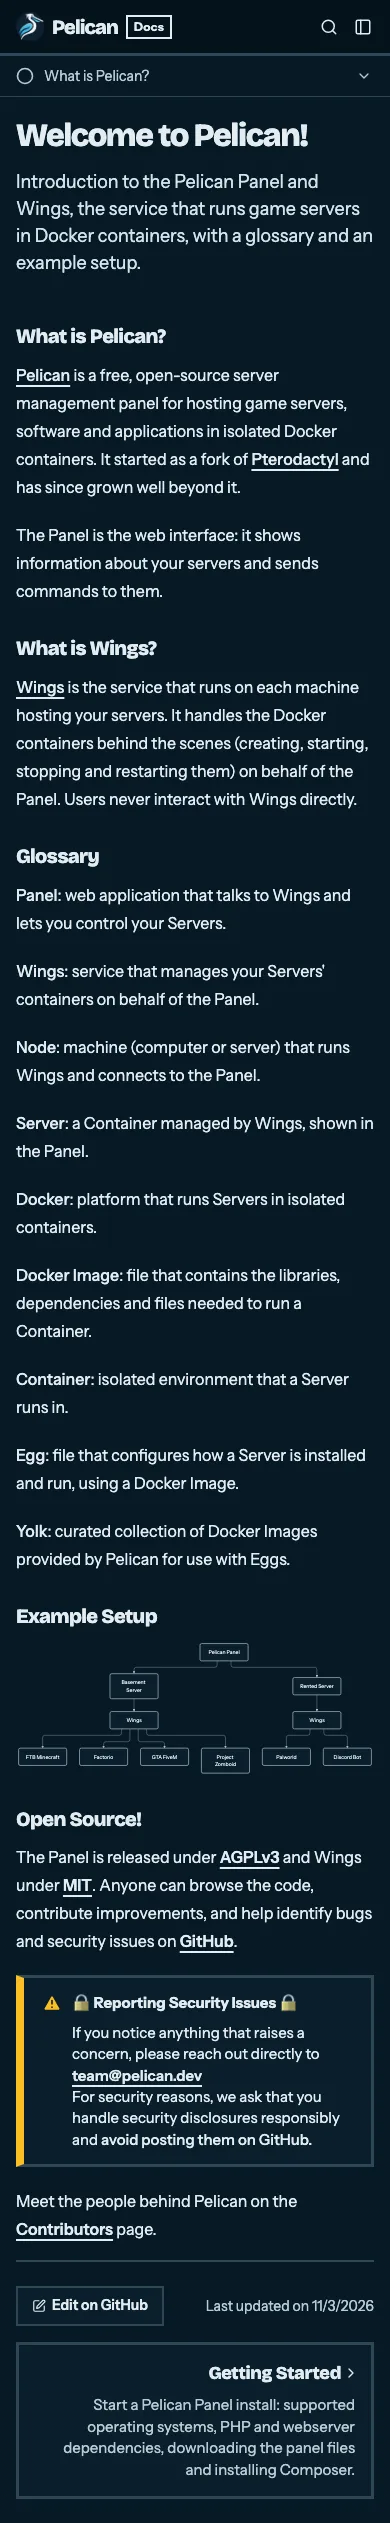 Pelican Docs
What is Pelican?
Welcome to Pelican!
Introduction to the Pelican Panel and
Wings, the service that runs game servers
in Docker containers, with a glossary and an
example setup.
What is Pelican?
Pelican is a free, open-source server
management panel for hosting game servers,
software and applications in isolated Docker
containers. It started as a fork of Pterodactyl and
has since grown well beyond it.
The Panel is the web interface: it shows
information about your servers and sends
commands to them.
What is Wings?
Wings is the service that runs on each machine
hosting your servers. It handles the Docker
containers behind the scenes (creating, starting,
stopping and restarting them) on behalf of the
Panel. Users never interact with Wings directly.
Glossary
Panel: web application that talks to Wings and
lets you control your Servers.
Wings: service that manages your Servers'
containers on behalf of the Panel.
Node: machine (computer or server) that runs
Wings and connects to the Panel.
Server: a Container managed by Wings, shown in
the Panel.
Docker: platform that runs Servers in isolated
containers.
Docker Image: file that contains the libraries,
dependencies and files needed to run a
Container.
Container: isolated environment that a Server
runs in.
Egg: file that configures how a Server is installed
and run, using a Docker Image.
Yolk: curated collection of Docker Images
provided by Pelican for use with Eggs.
Example Setup
Pelican Panel
Basement
Server
Rented Server
Wings
Wings
FTB Minecraft
Factorio
GTA FiveM
Project
Zomboid
Palworld
Discord Bot
Open Source!
The Panel is released under AGPLv3 and Wings
under MIT. Anyone can browse the code,
contribute improvements, and help identify bugs
and security issues on GitHub.
🔒 Reporting Security Issues 🔒
If you notice anything that raises a
concern, please reach out directly to
team@pelican.dev
For security reasons, we ask that you
handle security disclosures responsibly
and avoid posting them on GitHub.
Meet the people behind Pelican on the
Contributors page.
Edit on GitHub
Last updated on 11/3/2026
Getting Started
Start a Pelican Panel install: supported
operating systems, PHP and webserver
dependencies, downloading the panel files
and installing Composer.